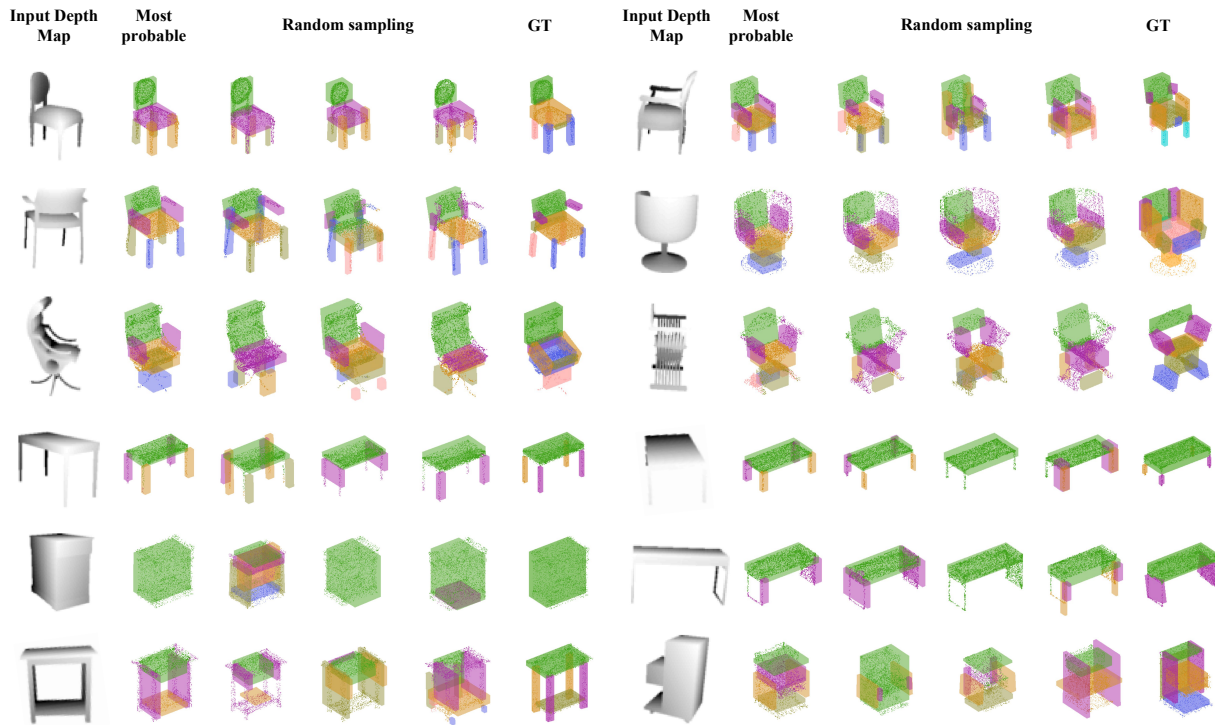 Input Depth Map
Most probable
Random sampling
GT
Input Depth Map
Most probable
Random sampling
GT